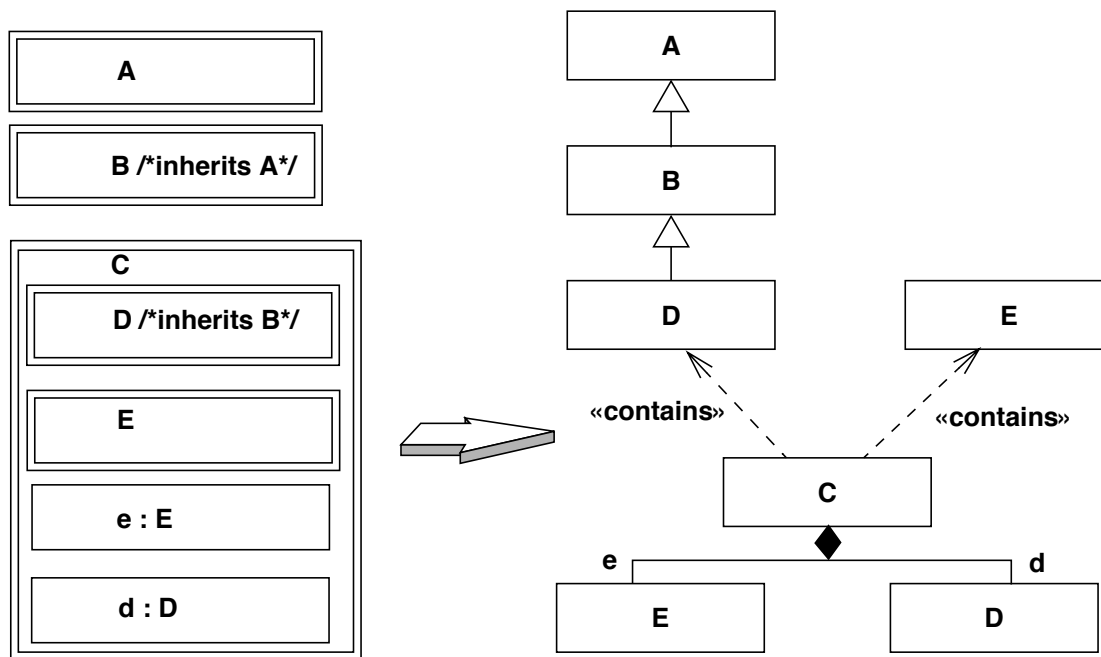 A
B /*inherits A*/
C
D /*inherits B*/
E
e : E
d : D
A
B
D
E
«contains»
«contains»
C
e
d
E
D